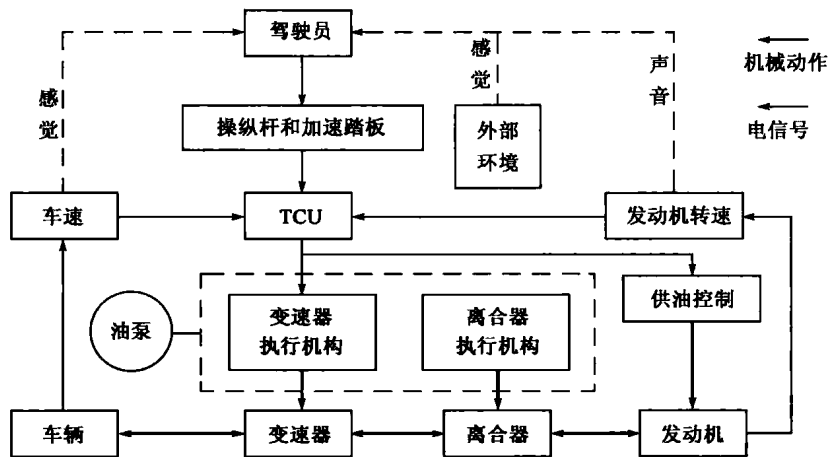 驾驶员
感觉
感觉
声音
机械动作
操纵杆和加速踏板
外部
环境
电信号
车速
TCU
发动机转速
油泵
变速器
执行机构
离合器
执行机构
供油控制
车辆
变速器
离合器
发动机